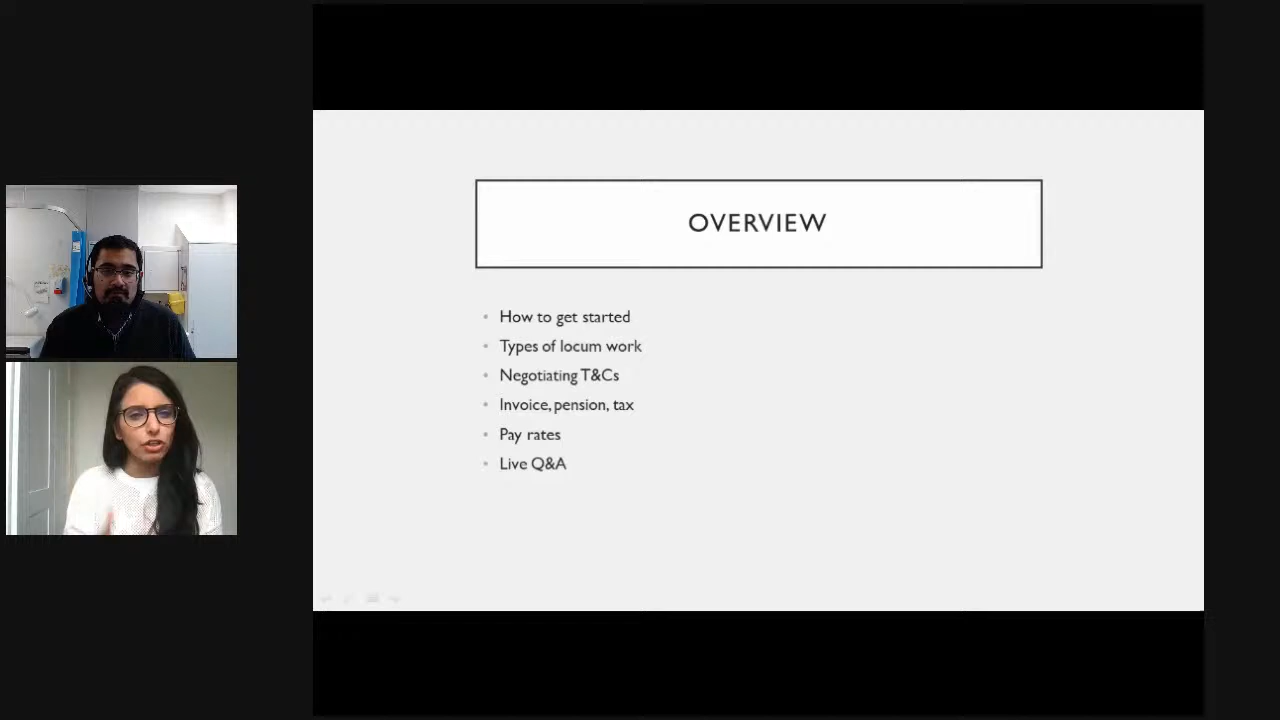 OVERVIEW
How to get started
Types of locum work
Negotiating T&Cs
Invoice, pension, tax
Pay rates
Live Q&A